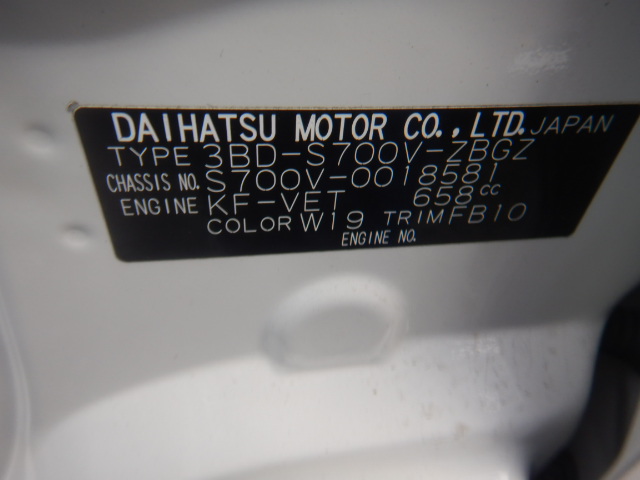 DAIHATSU MOTOR CO., LTD. JAPAN
TYPE 3BD-S700V-ZBGZ
CHASSIS NO. S700V-0018581
ENGINE KF-VET 658cc
COLOR W19 TRIM FB10
ENGINE NO.